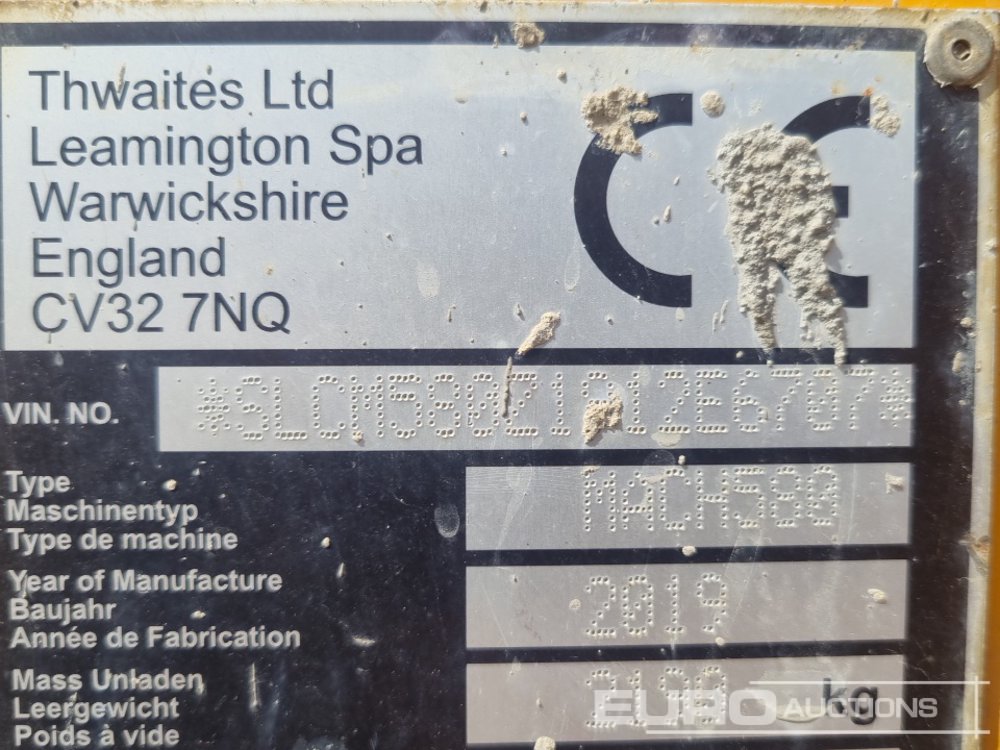 Thwaites Ltd
Leamington Spa
Warwickshire
England
CV32 7NQ
CE
VIN. NO. *SLCM580Z1912E6707*
Type
Maschinentyp
Type de machine
MACH580
Year of Manufacture
Baujahr
Année de Fabrication
2019
Mass Unladen
Leergewicht
Poids à vide
kg
EURO AUCTIONS